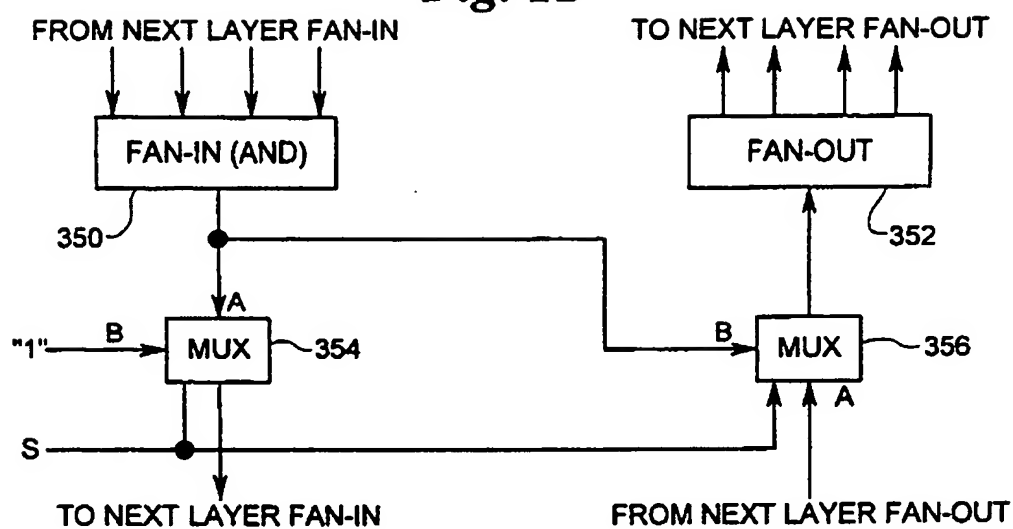 FROM NEXT LAYER FAN-IN
TO NEXT LAYER FAN-OUT
FAN-IN (AND)
FAN-OUT
350
352
A
"1"
B
MUX
354
B
MUX
356
A
S
TO NEXT LAYER FAN-IN
FROM NEXT LAYER FAN-OUT